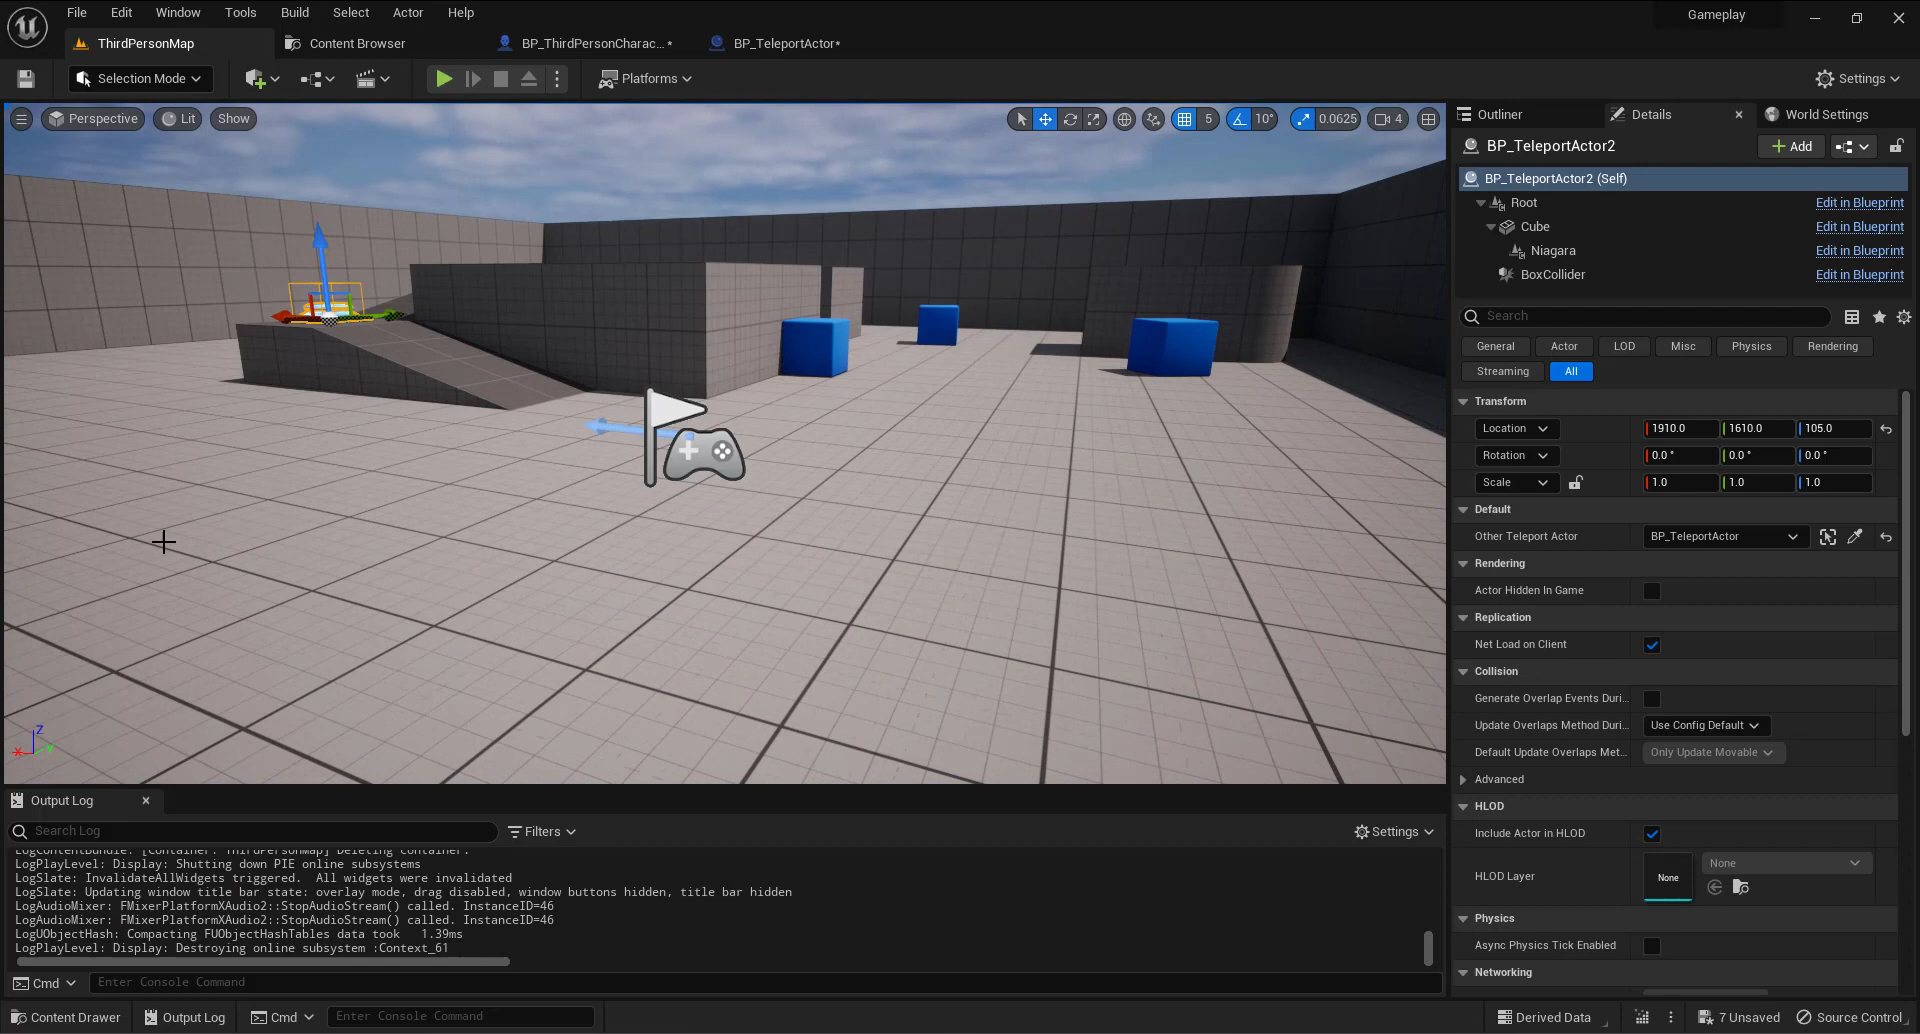 File Edit Window Tools Build Select Actor Help
Gameplay
ThirdPersonMap
Content Browser
BP_ThirdPersonCharac...*
BP_TeleportActor*
Selection Mode
Platforms
Settings
Perspective
Lit
Show
5
10°
0.0625
4
Outliner
Details
World Settings
BP_TeleportActor2
Add
BP_TeleportActor2 (Self)
Root Edit in Blueprint
Cube Edit in Blueprint
Niagara Edit in Blueprint
BoxCollider Edit in Blueprint
Search
General Actor LOD Misc Physics Rendering
Streaming All
Transform
Location 1910.0 1610.0 105.0
Rotation 0.0 ° 0.0 ° 0.0 °
Scale 1.0 1.0 1.0
Default
Other Teleport Actor BP_TeleportActor
Rendering
Actor Hidden In Game
Replication
Net Load on Client
Collision
Generate Overlap Events Duri...
Update Overlaps Method Duri... Use Config Default
Default Update Overlaps Met... Only Update Movable
Advanced
HLOD
Include Actor in HLOD
HLOD Layer None None
Physics
Async Physics Tick Enabled
Networking
Z
X
Y
Output Log
Search Log
Filters
Settings
LogContentBundle: [Container: ThirdPersonMap] Deleting container.
LogPlayLevel: Display: Shutting down PIE online subsystems
LogSlate: InvalidateAllWidgets triggered.  All widgets were invalidated
LogSlate: Updating window title bar state: overlay mode, drag disabled, window buttons hidden, title bar hidden
LogAudioMixer: FMixerPlatformXAudio2::StopAudioStream() called. InstanceID=46
LogAudioMixer: FMixerPlatformXAudio2::StopAudioStream() called. InstanceID=46
LogUObjectHash: Compacting FUObjectHashTables data took   1.39ms
LogPlayLevel: Display: Destroying online subsystem :Context_61
Cmd
Enter Console Command
Content Drawer
Output Log
Cmd
Enter Console Command
Derived Data
7 Unsaved
Source Control